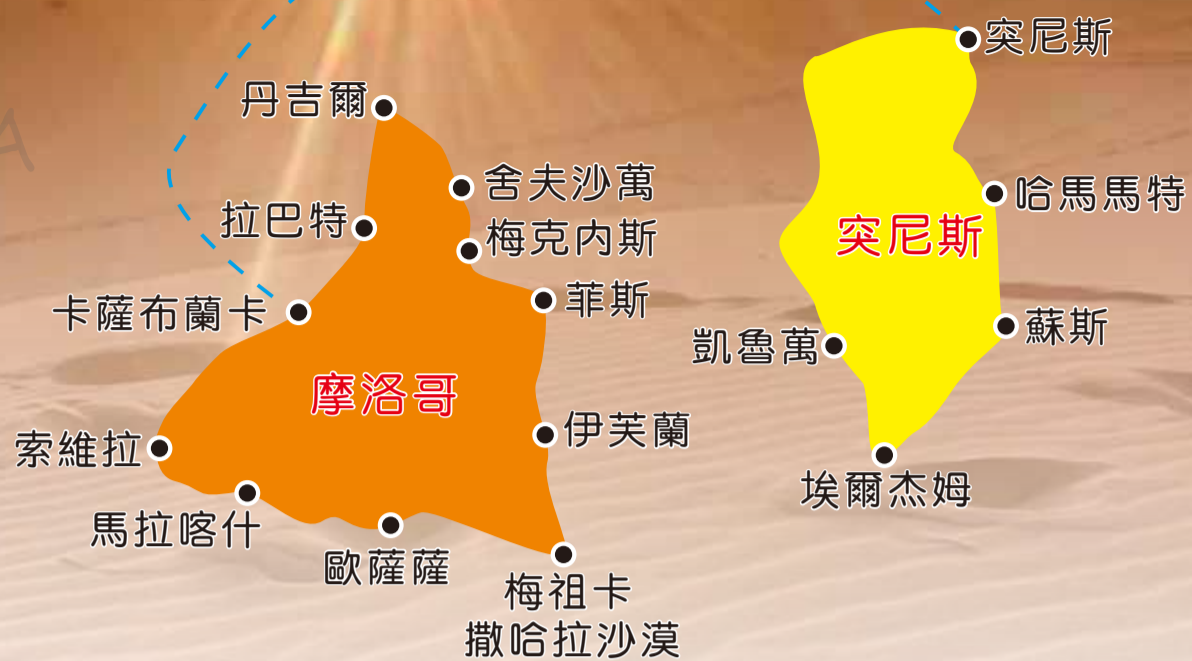 丹吉爾
舍夫沙萬
拉巴特
梅克內斯
菲斯
卡薩布蘭卡
摩洛哥
伊芙蘭
索維拉
馬拉喀什
歐薩薩
梅祖卡
撒哈拉沙漠
突尼斯
哈馬馬特
突尼斯
蘇斯
凱魯萬
埃爾杰姆
A